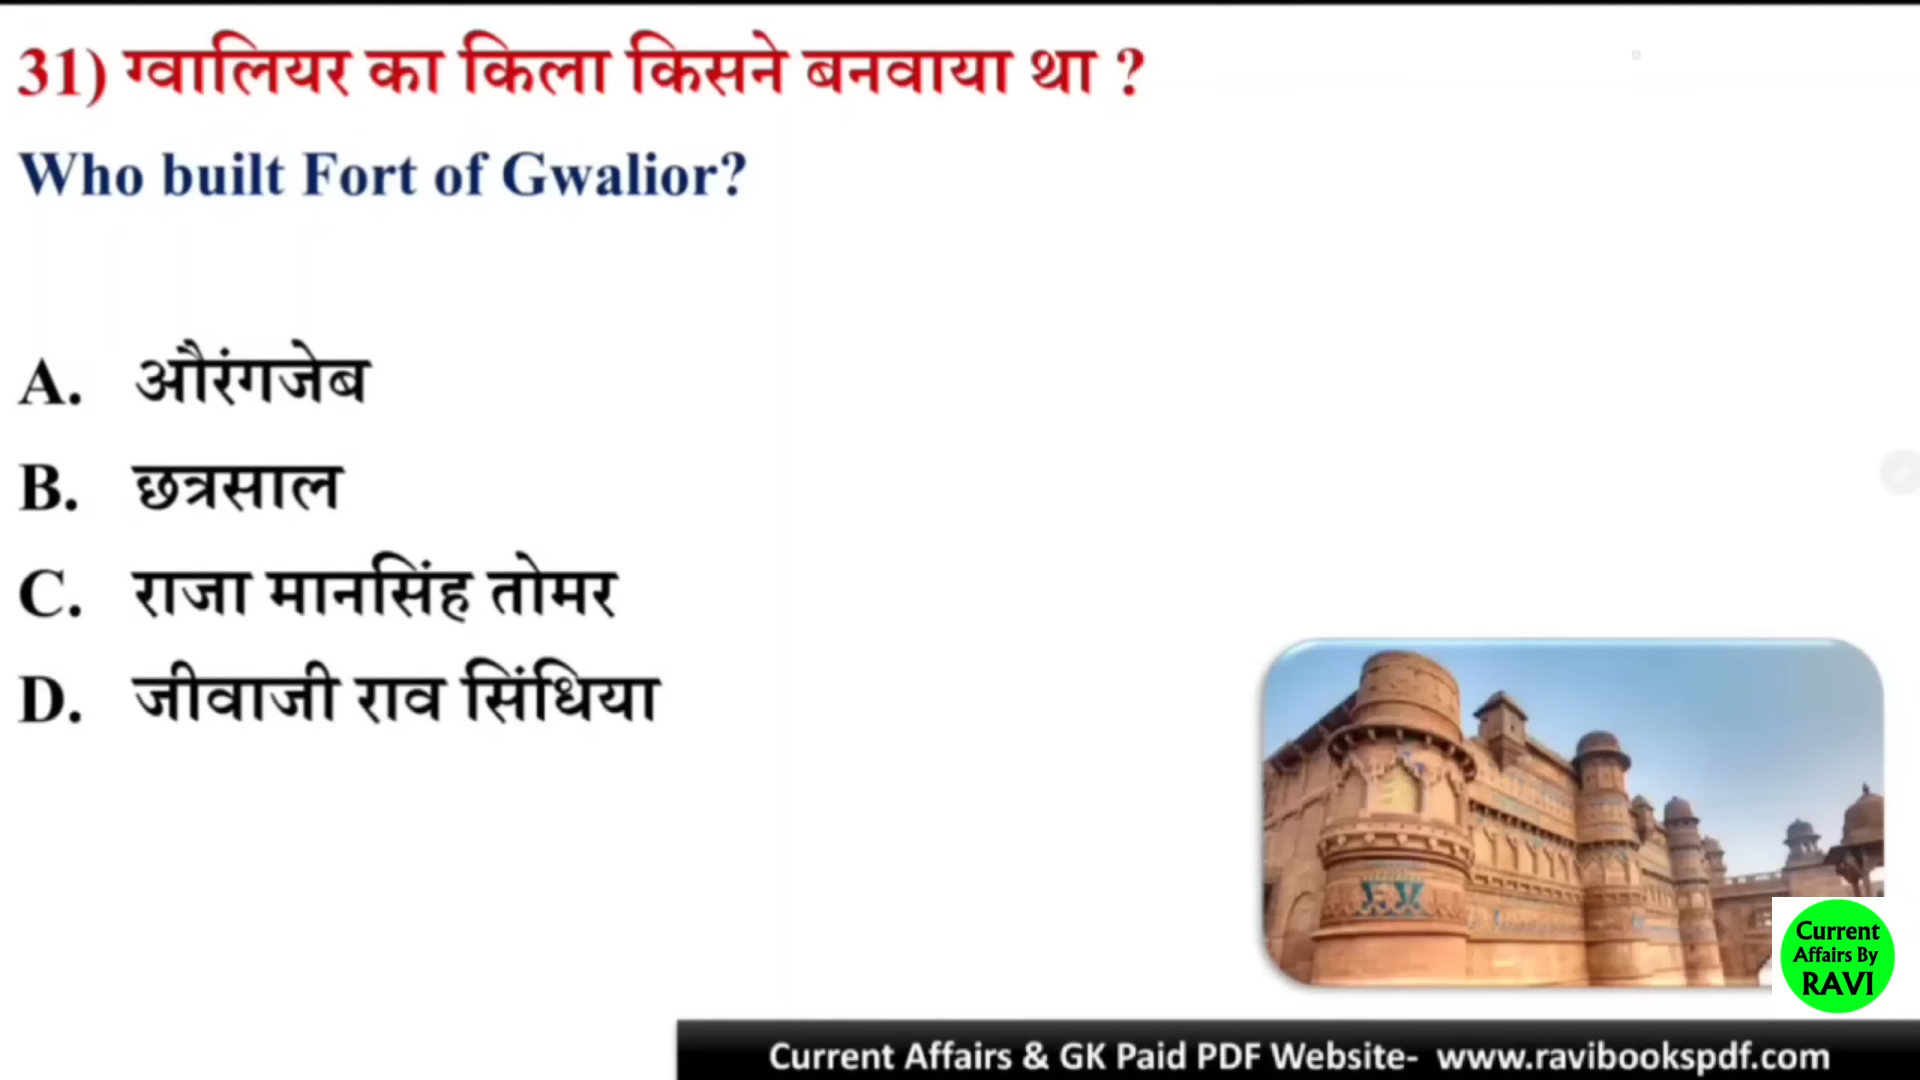 31) ग्वालियर का किला किसने बनवाया था ?
Who built Fort of Gwalior?
A. औरंगजेब
B. छत्रसाल
C. राजा मानसिंह तोमर
D. जीवाजी राव सिंधिया
Current
Affairs By
RAVI
Current Affairs & GK Paid PDF Website- www.ravibookspdf.com